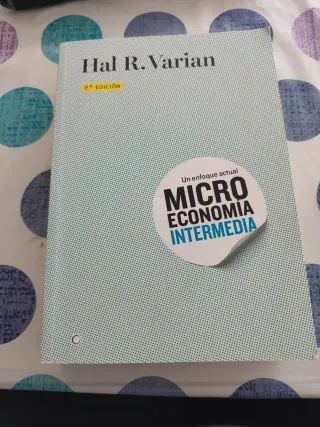 Hal R. Varian
9.ª EDICIÓN
Un enfoque actual
MICRO
ECONOMÍA
INTERMEDIA